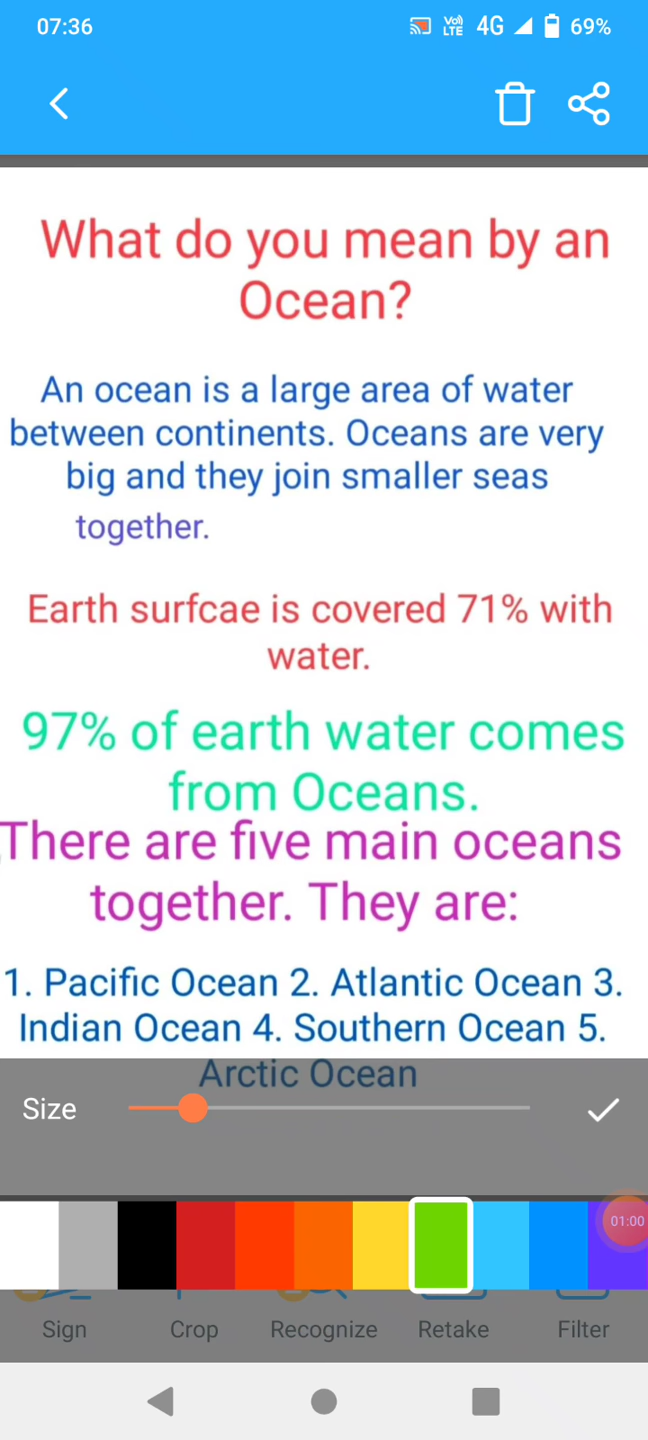 07:36
Vo) LTE 4G 69%
What do you mean by an
Ocean?
An ocean is a large area of water
between continents. Oceans are very
big and they join smaller seas
together.
Earth surfcae is covered 71% with
water.
97% of earth water comes
from Oceans.
There are five main oceans
together. They are:
1. Pacific Ocean 2. Atlantic Ocean 3.
Indian Ocean 4. Southern Ocean 5.
Arctic Ocean
Size
01:00
Sign Crop Recognize Retake Filter